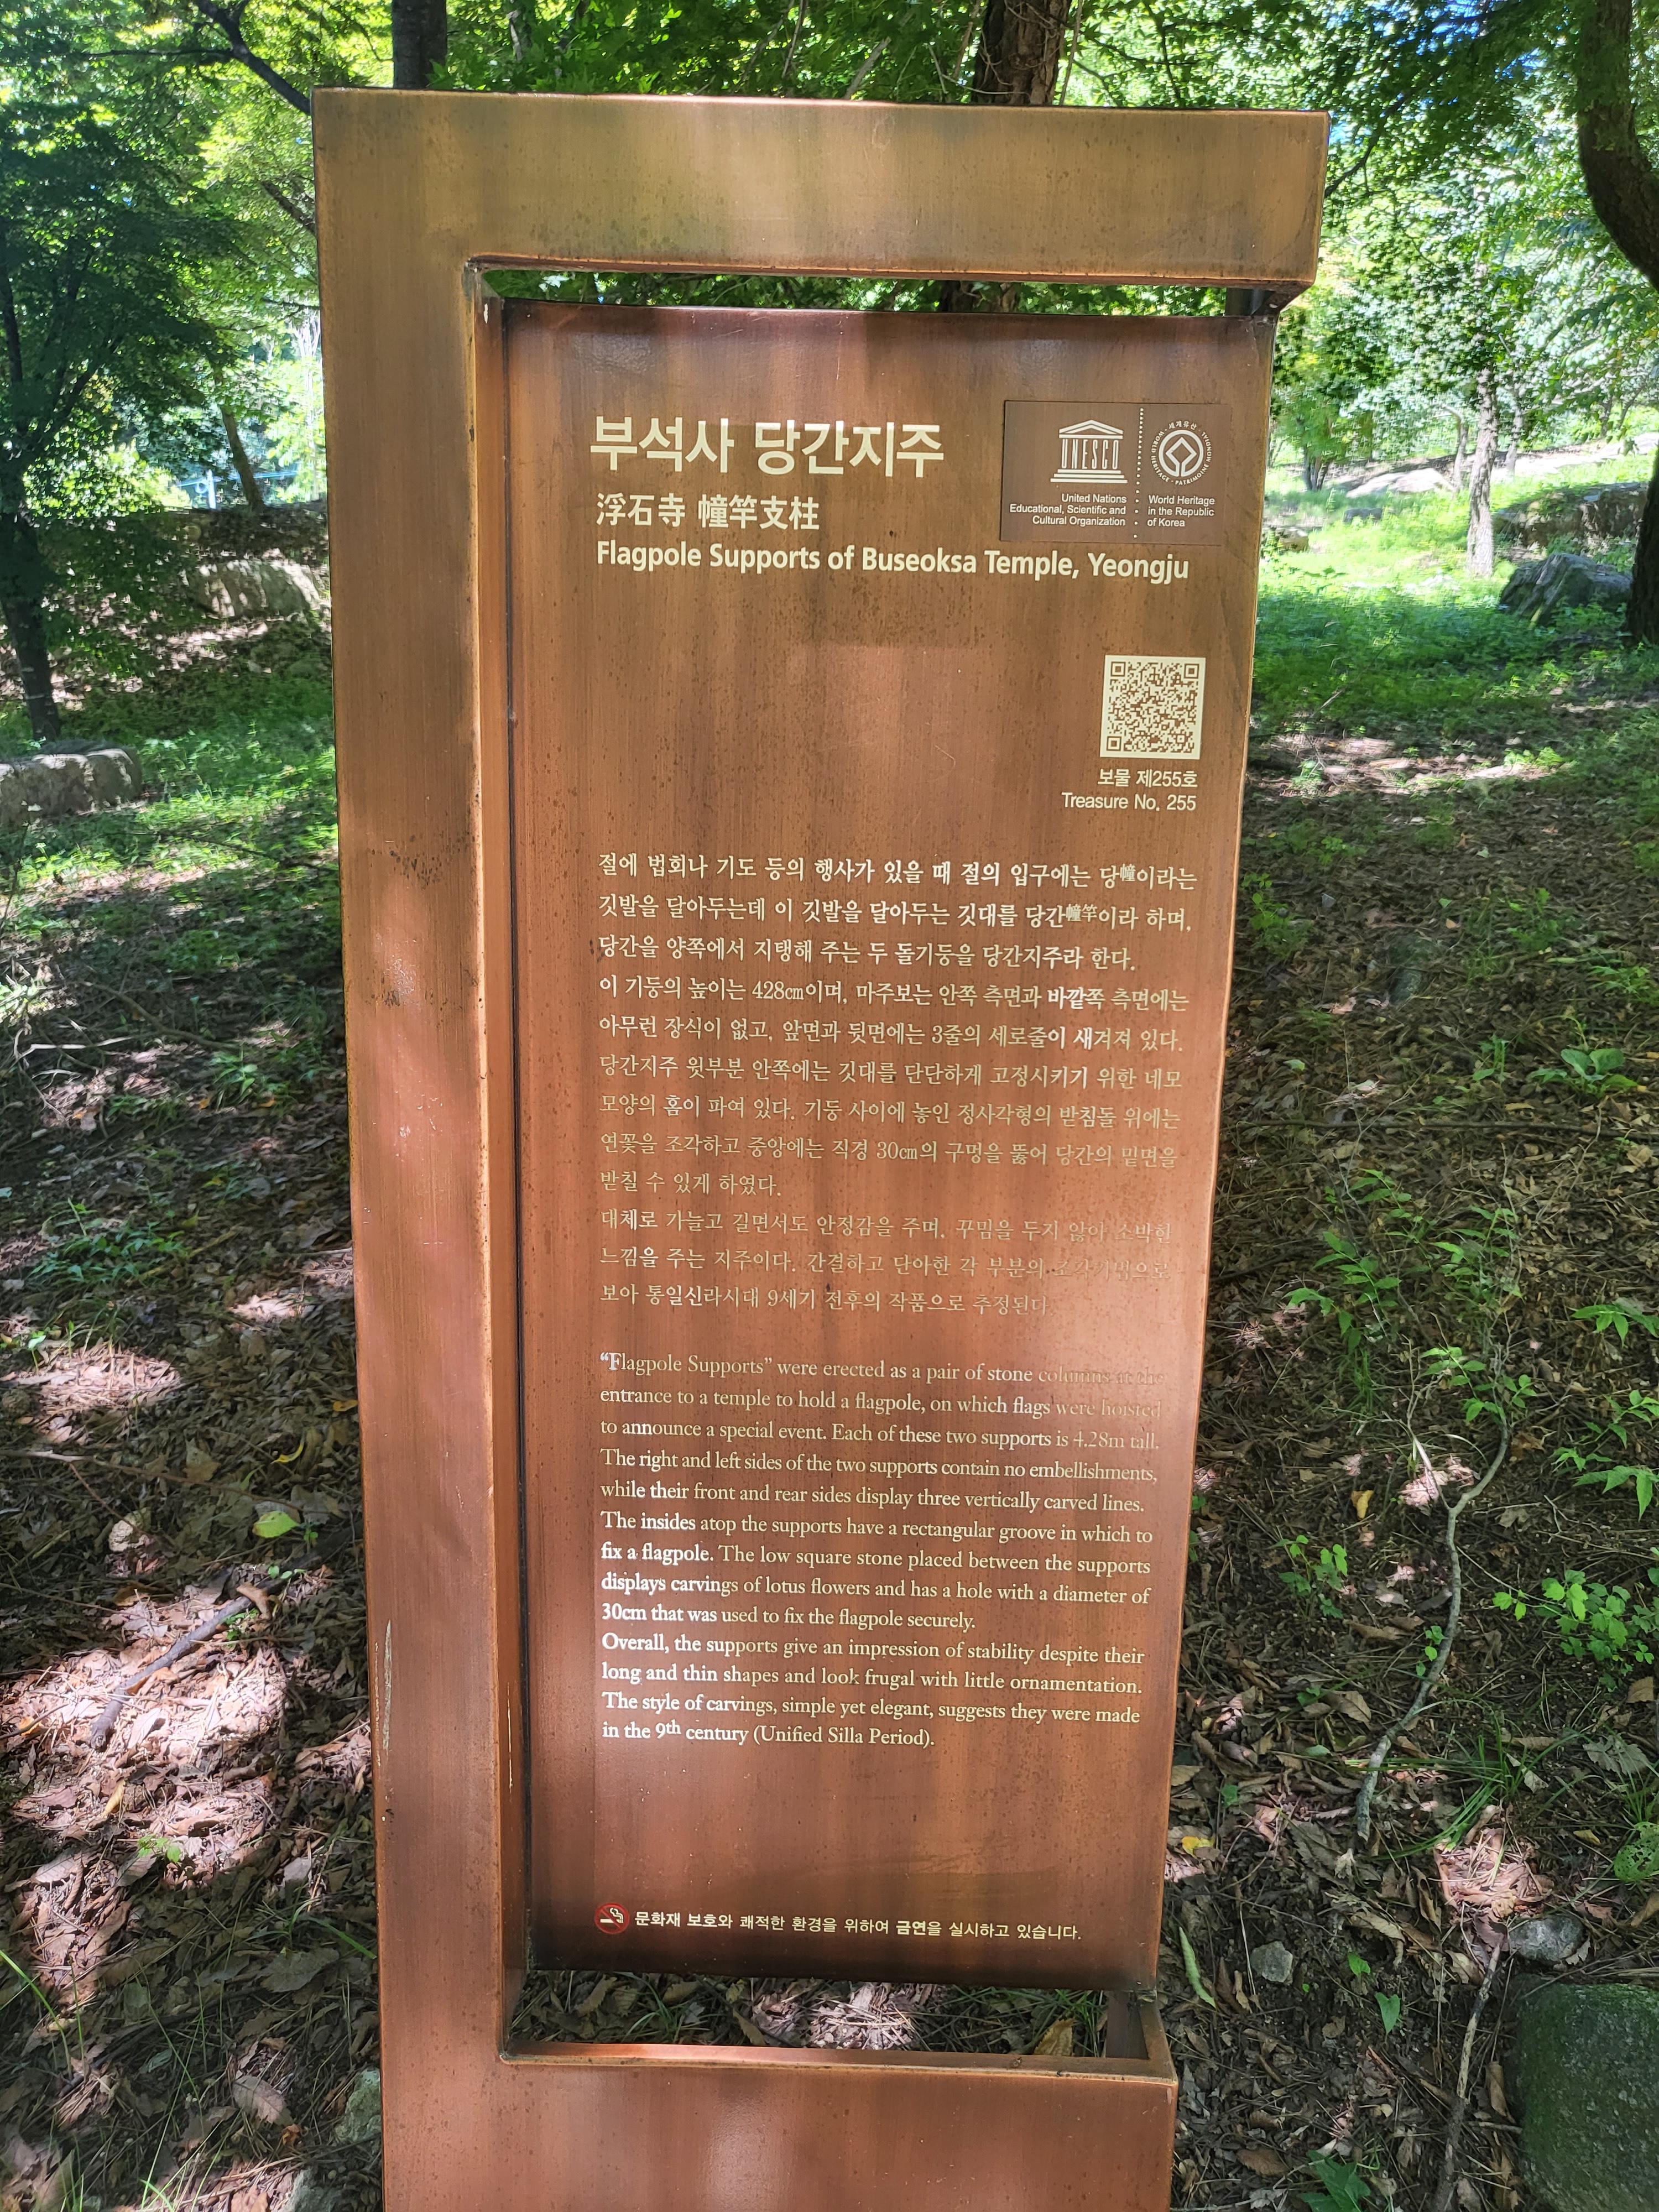 부석사 당간지주
浮石寺 幢竿支柱
Flagpole Supports of Buseoksa Temple, Yeongju
UNESCO
United Nations
Educational, Scientific and
Cultural Organization
WORLD HERITAGE · 세계유산 · PATRIMOINE MONDIAL
World Heritage
in the Republic
of Korea
보물 제255호
Treasure No. 255
절에 법회나 기도 등의 행사가 있을 때 절의 입구에는 당幢이라는
깃발을 달아두는데 이 깃발을 달아두는 깃대를 당간幢竿이라 하며,
당간을 양쪽에서 지탱해 주는 두 돌기둥을 당간지주라 한다.
이 기둥의 높이는 428㎝이며, 마주보는 안쪽 측면과 바깥쪽 측면에는
아무런 장식이 없고, 앞면과 뒷면에는 3줄의 세로줄이 새겨져 있다.
당간지주 윗부분 안쪽에는 깃대를 단단하게 고정시키기 위한 네모
모양의 홈이 파여 있다. 기둥 사이에 놓인 정사각형의 받침돌 위에는
연꽃을 조각하고 중앙에는 직경 30㎝의 구멍을 뚫어 당간의 밑면을
받칠 수 있게 하였다.
대체로 가늘고 길면서도 안정감을 주며, 꾸밈을 두지 않아 소박한
느낌을 주는 지주이다. 간결하고 단아한 각 부분의 조각기법으로
보아 통일신라시대 9세기 전후의 작품으로 추정된다.
“Flagpole Supports” were erected as a pair of stone columns at the
entrance to a temple to hold a flagpole, on which flags were hoisted
to announce a special event. Each of these two supports is 4.28m tall.
The right and left sides of the two supports contain no embellishments,
while their front and rear sides display three vertically carved lines.
The insides atop the supports have a rectangular groove in which to
fix a flagpole. The low square stone placed between the supports
displays carvings of lotus flowers and has a hole with a diameter of
30cm that was used to fix the flagpole securely.
Overall, the supports give an impression of stability despite their
long and thin shapes and look frugal with little ornamentation.
The style of carvings, simple yet elegant, suggests they were made
in the 9th century (Unified Silla Period).
문화재 보호와 쾌적한 환경을 위하여 금연을 실시하고 있습니다.